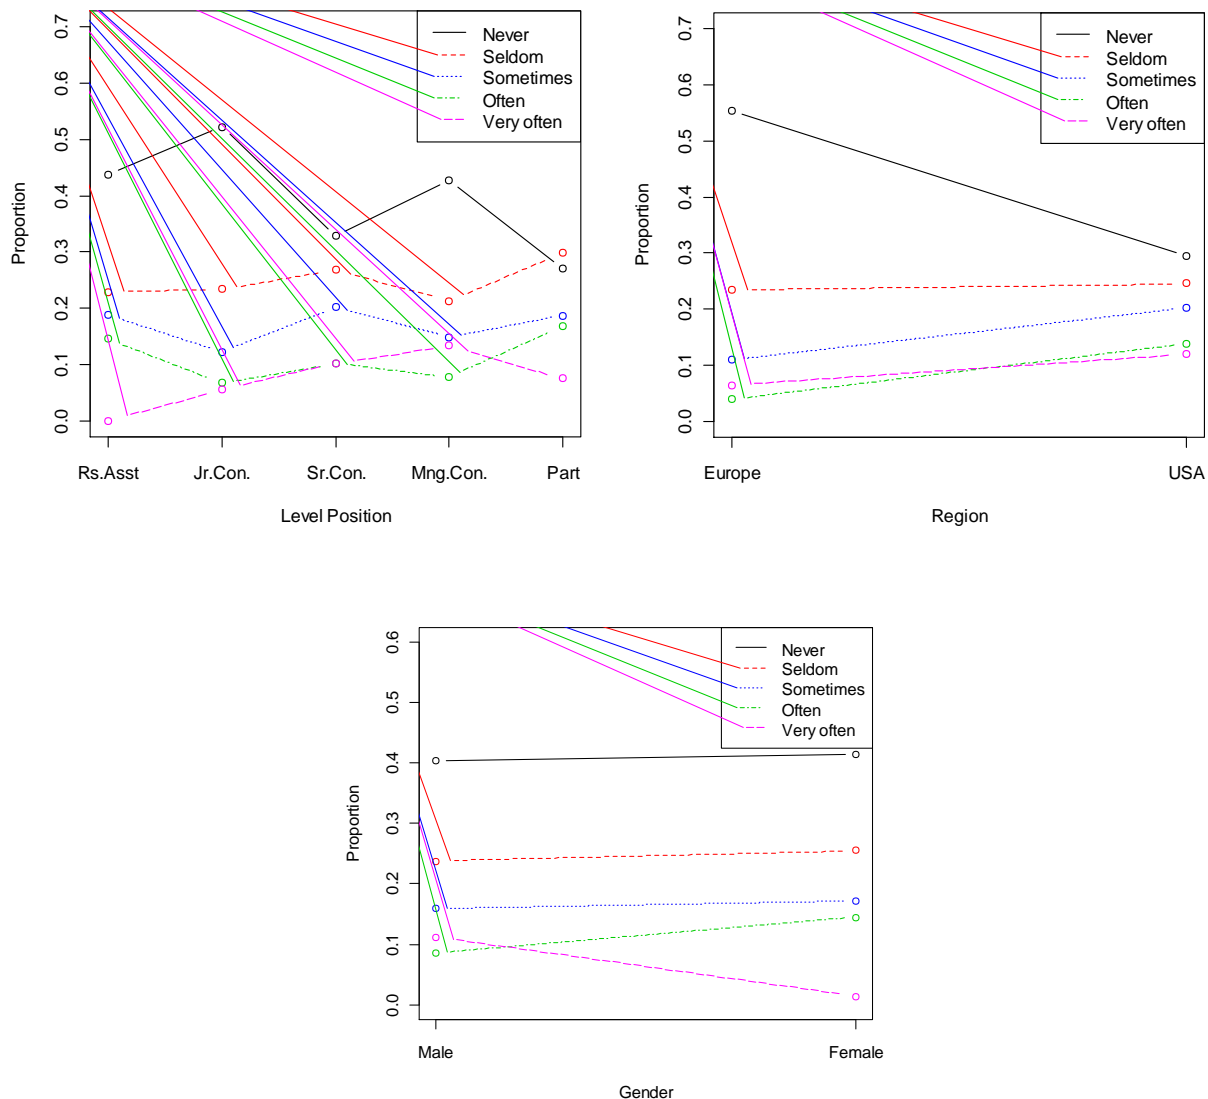 0.7
0.6
0.5
0.4
0.3
0.2
0.1
0.0
Proportion
Never
Seldom
Sometimes
Often
Very often
Rs.Asst Jr.Con. Sr.Con. Mng.Con. Part
Level Position
0.7
0.6
0.5
0.4
0.3
0.2
0.1
0.0
Proportion
Never
Seldom
Sometimes
Often
Very often
Europe USA
Region
0.6
0.5
0.4
0.3
0.2
0.1
0.0
Proportion
Never
Seldom
Sometimes
Often
Very often
Male Female
Gender